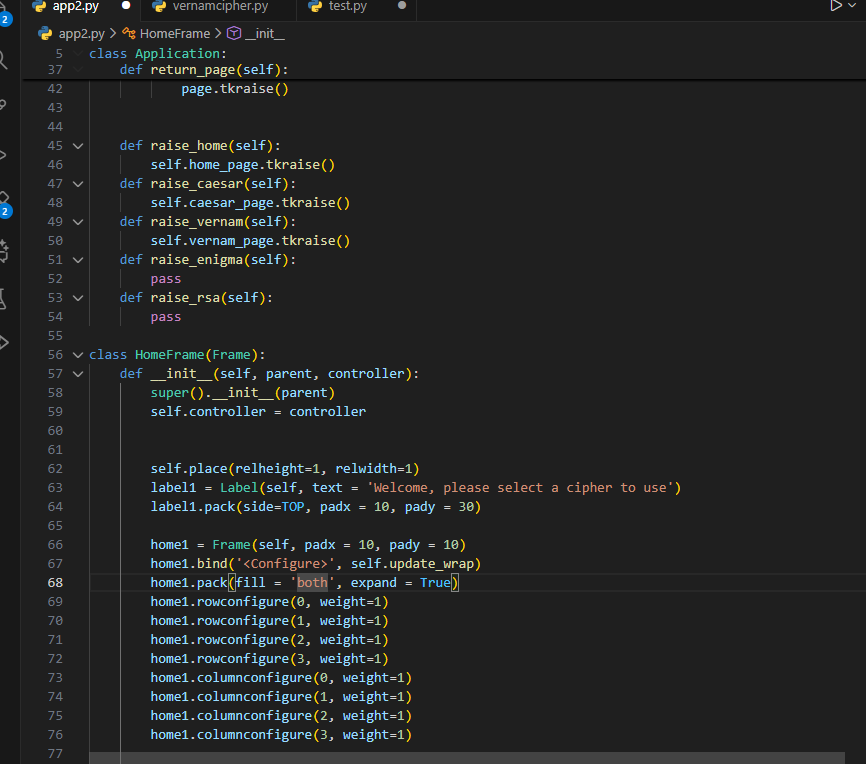 app2.py vernamcipher.py test.py
2
app2.py > HomeFrame > __init__
5 class Application:
37 def return_page(self):
42 page.tkraise()
43
44
45 def raise_home(self):
46 self.home_page.tkraise()
47 def raise_caesar(self):
48 self.caesar_page.tkraise()
49 def raise_vernam(self):
2
50 self.vernam_page.tkraise()
51 def raise_enigma(self):
52 pass
53 def raise_rsa(self):
54 pass
55
56 class HomeFrame(Frame):
57 def __init__(self, parent, controller):
58 super().__init__(parent)
59 self.controller = controller
60
61
62 self.place(relheight=1, relwidth=1)
63 label1 = Label(self, text = 'Welcome, please select a cipher to use')
64 label1.pack(side=TOP, padx = 10, pady = 30)
65
66 home1 = Frame(self, padx = 10, pady = 10)
67 home1.bind('<Configure>', self.update_wrap)
68 home1.pack(fill = 'both', expand = True)
69 home1.rowconfigure(0, weight=1)
70 home1.rowconfigure(1, weight=1)
71 home1.rowconfigure(2, weight=1)
72 home1.rowconfigure(3, weight=1)
73 home1.columnconfigure(0, weight=1)
74 home1.columnconfigure(1, weight=1)
75 home1.columnconfigure(2, weight=1)
76 home1.columnconfigure(3, weight=1)
77